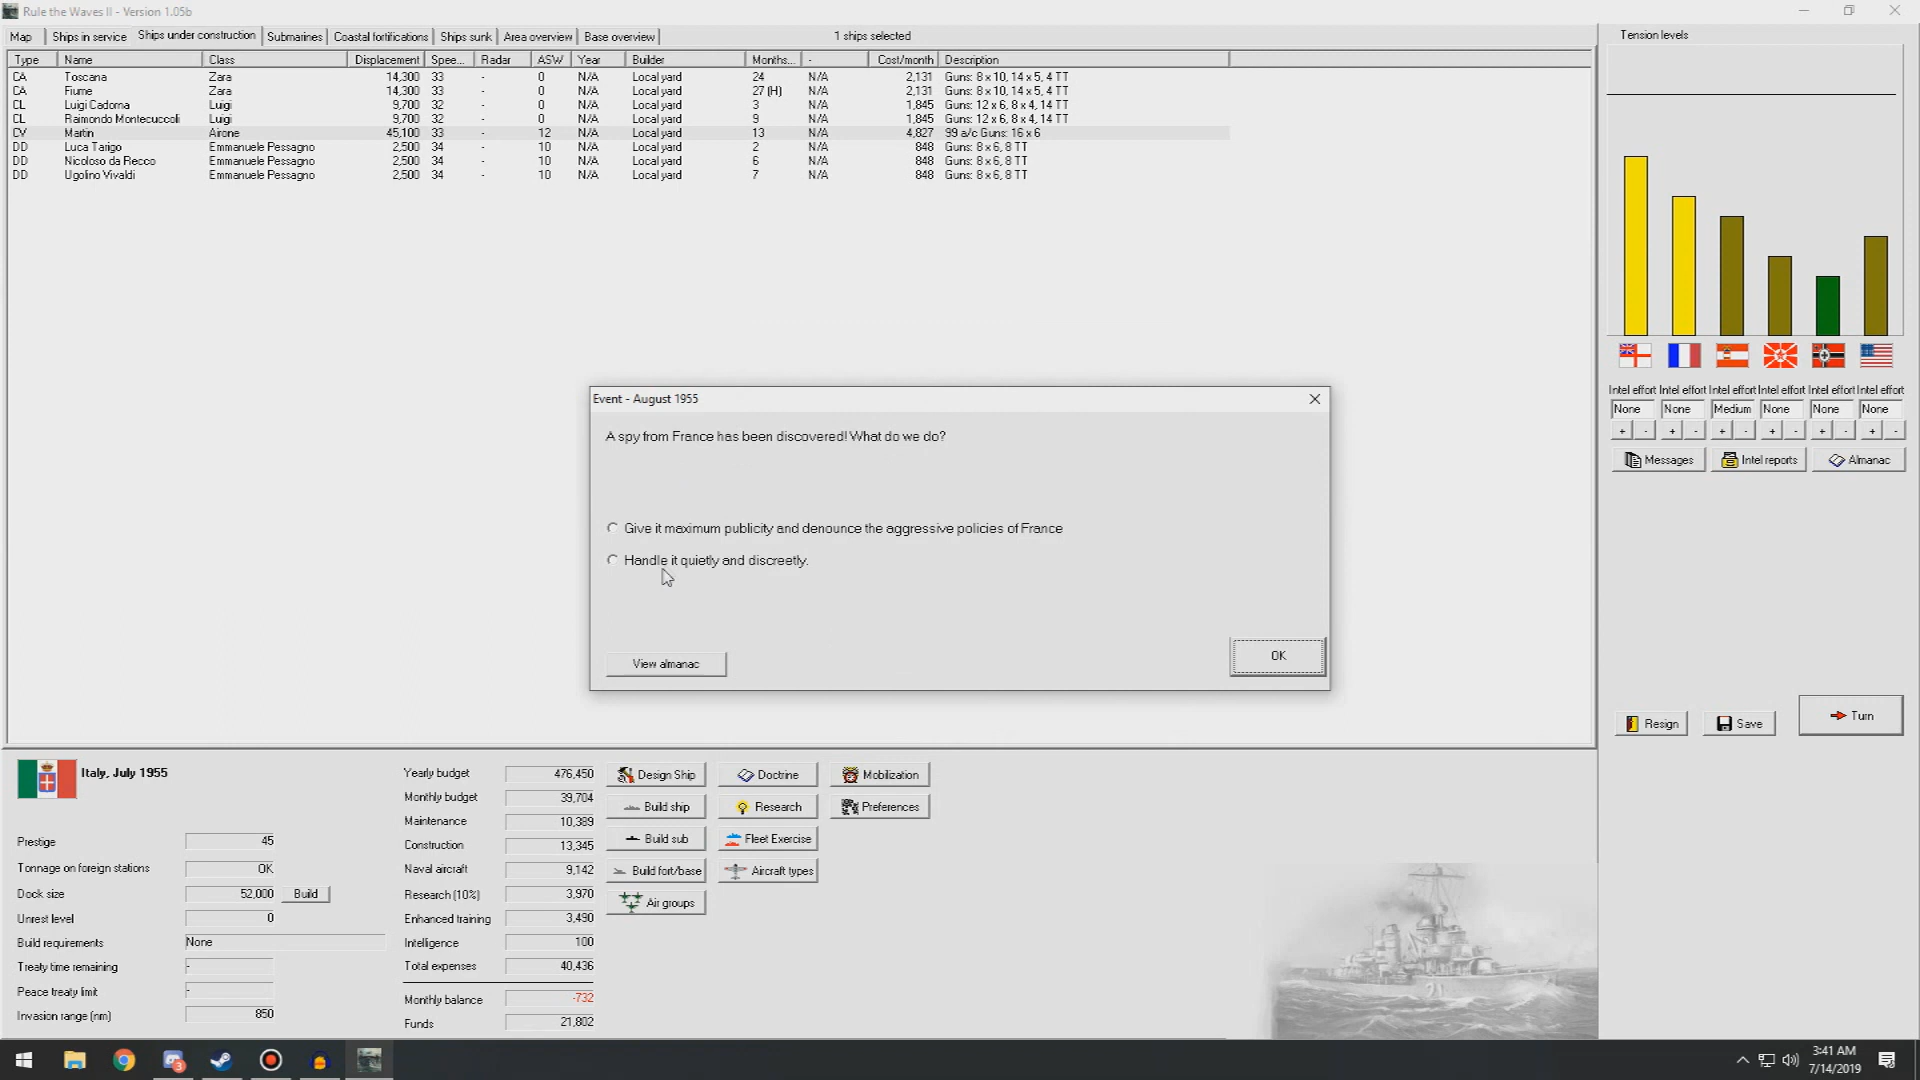 Rule the Waves II - Version 1.05b
Map Ships in service Ships under construction Submarines Coastal fortifications Ships sunk Area overview Base overview 1 ships selected
Type Name Class Displacement Spee... Radar ASW Year Builder Months... - Cost/month Description
CA Toscana Zara 14,300 33 - 0 N/A Local yard 24 N/A 2,131 Guns: 8 x 10, 14 x 5, 4 TT
CA Fiume Zara 14,300 33 - 0 N/A Local yard 27 (H) N/A 2,131 Guns: 8 x 10, 14 x 5, 4 TT
CL Luigi Cadorna Luigi 9,700 32 - 0 N/A Local yard 3 N/A 1,845 Guns: 12 x 6, 8 x 4, 14 TT
CL Raimondo Montecuccoli Luigi 9,700 32 - 0 N/A Local yard 9 N/A 1,845 Guns: 12 x 6, 8 x 4, 14 TT
CV Martin Airone 45,100 33 - 12 N/A Local yard 13 N/A 4,827 99 a/c Guns: 16 x 6
DD Luca Tarigo Emmanuele Pessagno 2,500 34 - 10 N/A Local yard 2 N/A 848 Guns: 8 x 6, 8 TT
DD Nicoloso da Recco Emmanuele Pessagno 2,500 34 - 10 N/A Local yard 6 N/A 848 Guns: 8 x 6, 8 TT
DD Ugolino Vivaldi Emmanuele Pessagno 2,500 34 - 10 N/A Local yard 7 N/A 848 Guns: 8 x 6, 8 TT
Tension levels
Intel effort Intel effort Intel effort Intel effort Intel effort Intel effort
None None Medium None None None
+ - + - + - + - + - + -
Messages Intel reports Almanac
Event - August 1955
A spy from France has been discovered! What do we do?
Give it maximum publicity and denounce the aggressive policies of France
Handle it quietly and discreetly.
View almanac OK
Resign Save Turn
Italy, July 1955
Prestige 45
Tonnage on foreign stations OK
Dock size 52,000 Build
Unrest level 0
Build requirements None
Treaty time remaining -
Peace treaty limit -
Invasion range (nm) 850
Yearly budget 476,450
Monthly budget 39,704
Maintenance 10,389
Construction 13,345
Naval aircraft 9,142
Research (10%) 3,970
Enhanced training 3,490
Intelligence 100
Total expenses 40,436
Monthly balance -732
Funds 21,802
Design Ship Doctrine Mobilization
Build ship Research Preferences
Build sub Fleet Exercise
Build fort/base Aircraft types
Air groups
3:41 AM
7/14/2019